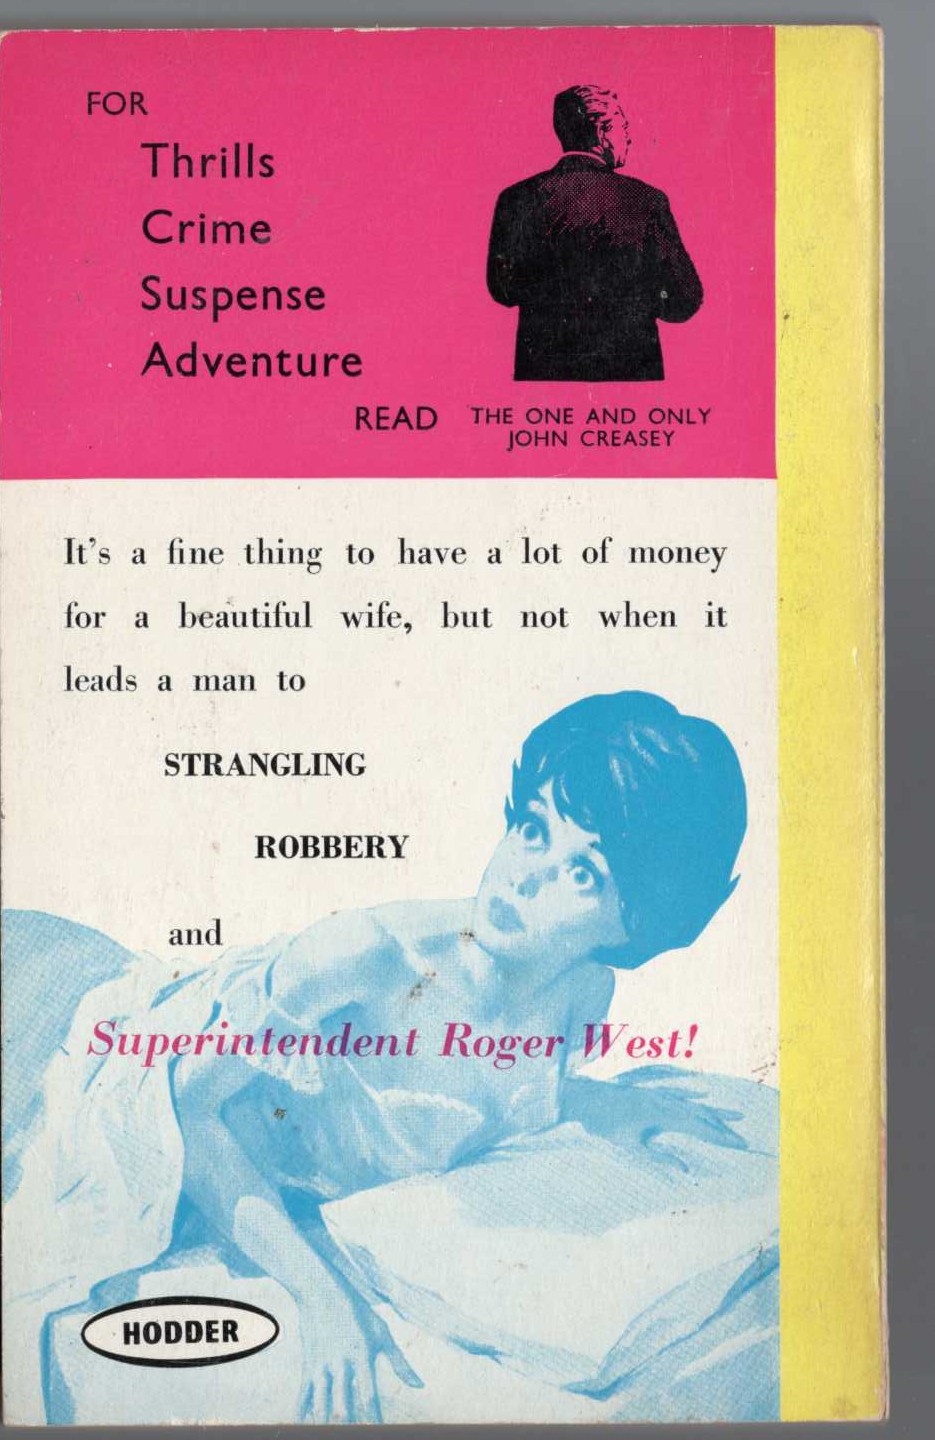 FOR
Thrills
Crime
Suspense
Adventure
READ THE ONE AND ONLY
JOHN CREASEY
It's a fine thing to have a lot of money
for a beautiful wife, but not when it
leads a man to
STRANGLING
ROBBERY
and
Superintendent Roger West!
HODDER